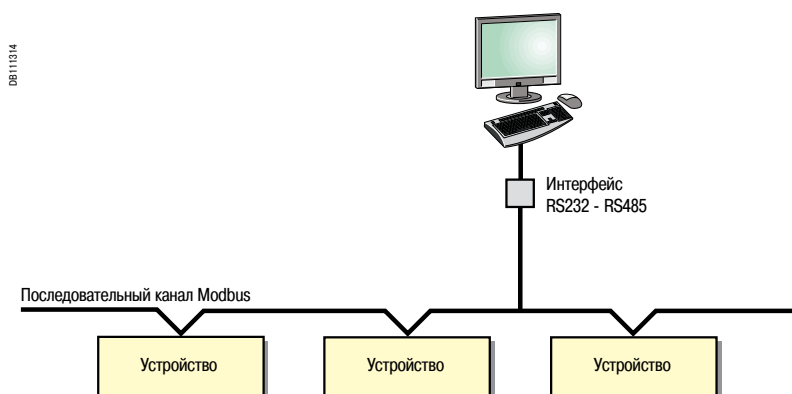 DB111314
Интерфейс
RS232 - RS485
Последовательный канал Modbus
Устройство
Устройство
Устройство